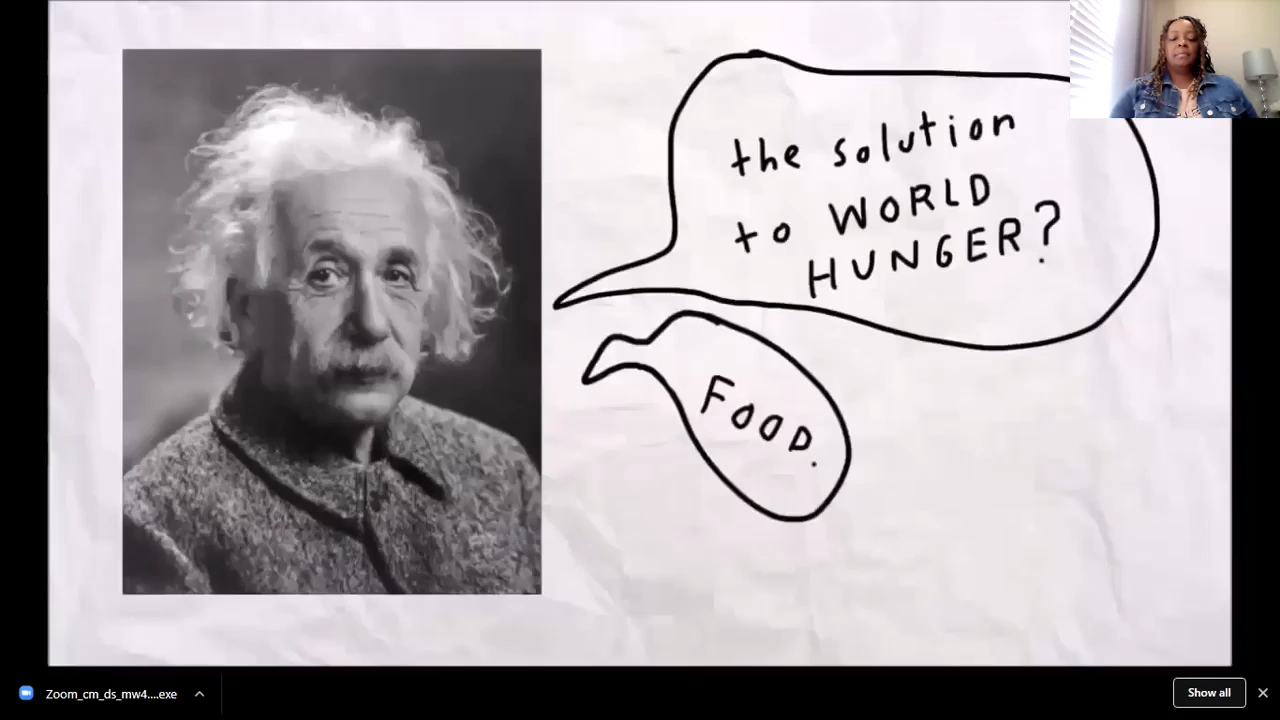 the solution
to WORLD
HUNGER?
FOOD.
Zoom_cm_ds_mw4....exe
Show all